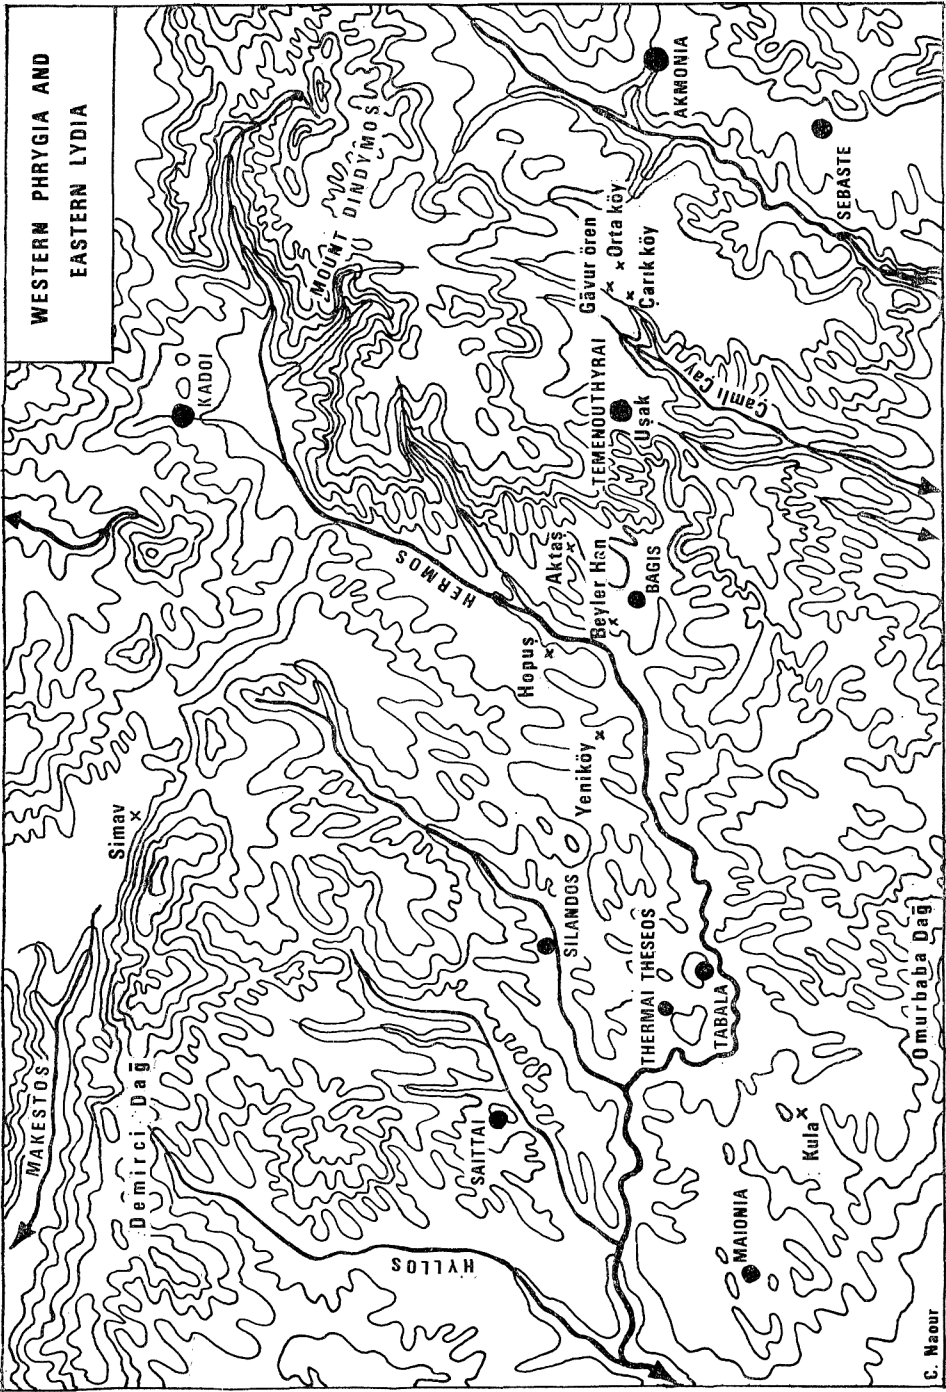 WESTERN PHRYGIA AND
EASTERN LYDIA
MAKESTOS
Demirci Dağ
Simav
KADOI
MOUNT DINDYMOS
HYLLOS
SAITTAI
SILANDOS
HERMOS
Hopuş
Yeniköy
Aktaş
Beyler Han
BAGIS
TEMENOUTHYRAI
Uşak
Gâvur ören
Orta köy
Çarık köy
AKMONIA
SEBASTE
Camli Çay
THERMAI THESEOS
TABALA
MAIONIA
Kula
Omurbaba Dağ
C. Naour